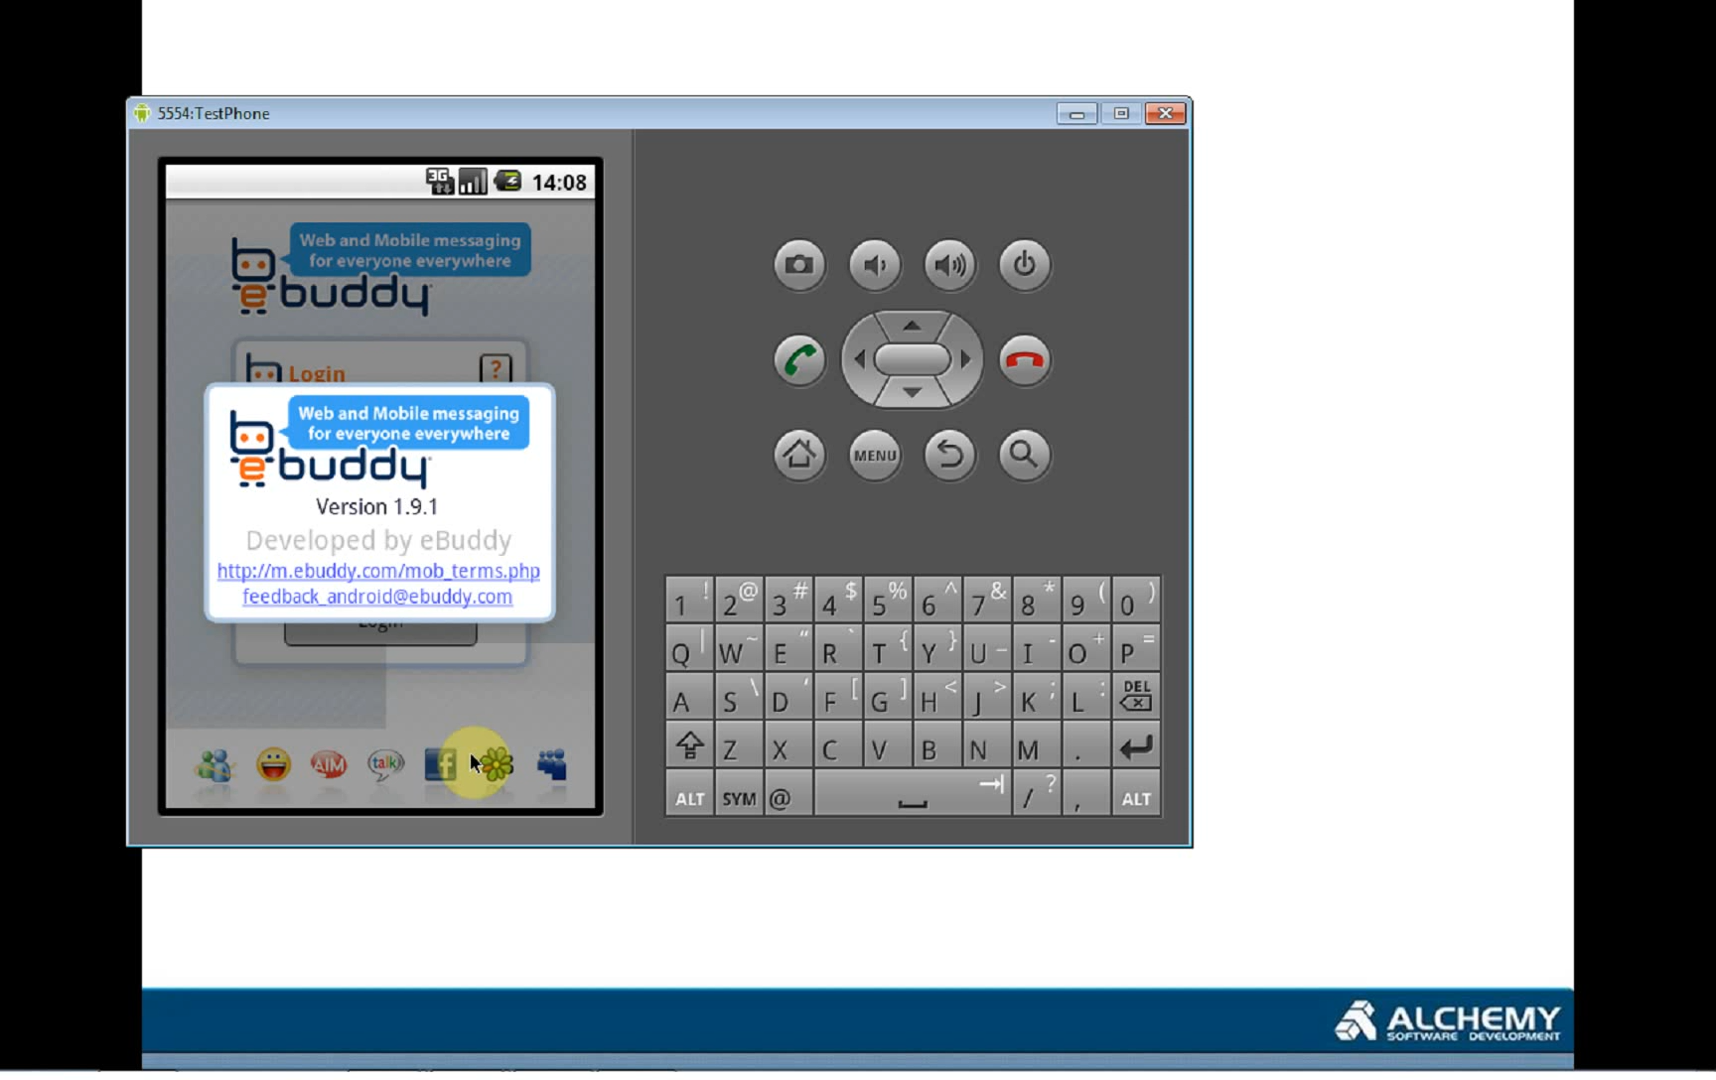 5554:TestPhone
3G
14:08
Web and Mobile messaging
for everyone everywhere
ebuddy
Login
?
Web and Mobile messaging
for everyone everywhere
ebuddy
Version 1.9.1
Developed by eBuddy
http://m.ebuddy.com/mob_terms.php
feedback_android@ebuddy.com
Login
AIM
talk
f
MENU
1 ! 2 @ 3 # 4 $ 5 % 6 ^ 7 & 8 * 9 ( 0 )
Q | W ~ E “ R ` T { Y } U _ I - O + P =
A S \ D ' F [ G ] H < J > K ; L : DEL
Z X C V B N M .
ALT SYM @ / ? , ALT
ALCHEMY
SOFTWARE DEVELOPMENT